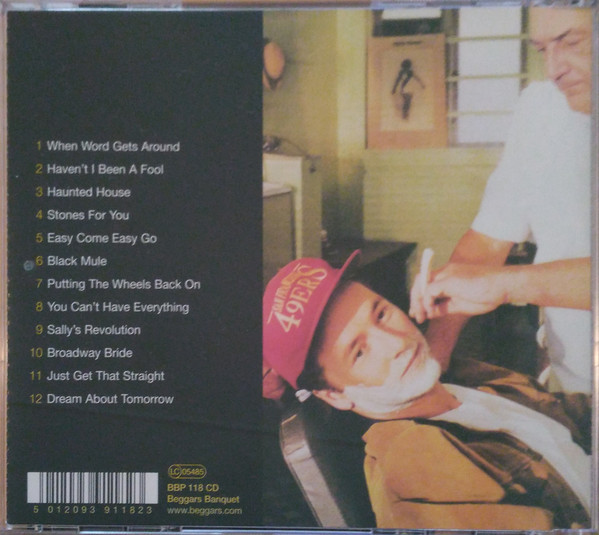 1 When Word Gets Around
2 Haven't I Been A Fool
3 Haunted House
4 Stones For You
5 Easy Come Easy Go
6 Black Mule
7 Putting The Wheels Back On
8 You Can't Have Everything
9 Sally's Revolution
10 Broadway Bride
11 Just Get That Straight
12 Dream About Tomorrow
49ERS
LC 05485
BBP 118 CD
Beggars Banquet
www.beggars.com
5 012093 911823